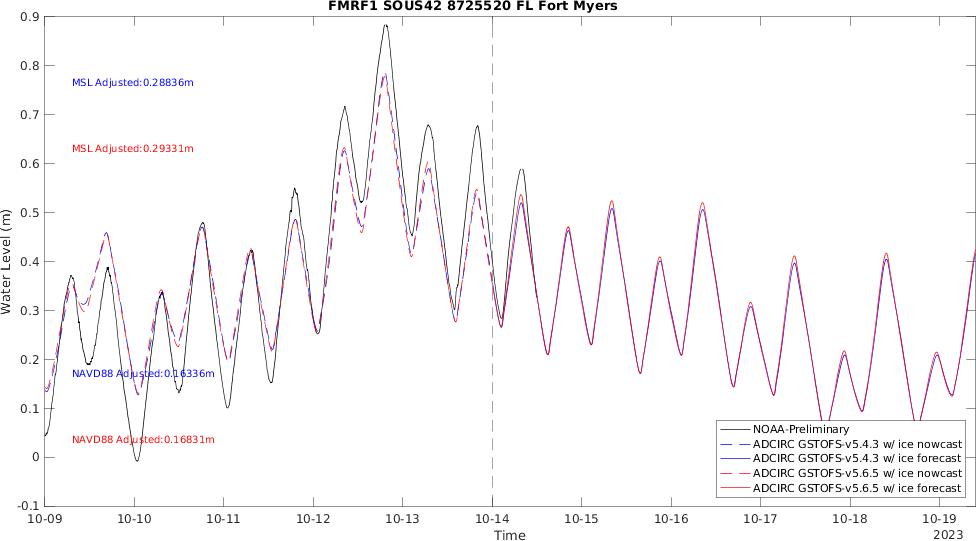 FMRF1 SOUS42 8725520 FL Fort Myers
0.9
0.8
0.7
0.6
0.5
0.4
0.3
0.2
0.1
0
-0.1
Water Level (m)
MSL Adjusted:0.28836m
MSL Adjusted:0.29331m
NAVD88 Adjusted:0.16336m
NAVD88 Adjusted:0.16831m
NOAA-Preliminary
ADCIRC GSTOFS-v5.4.3 w/ ice nowcast
ADCIRC GSTOFS-v5.4.3 w/ ice forecast
ADCIRC GSTOFS-v5.6.5 w/ ice nowcast
ADCIRC GSTOFS-v5.6.5 w/ ice forecast
10-09 10-10 10-11 10-12 10-13 10-14 10-15 10-16 10-17 10-18 10-19
Time
2023